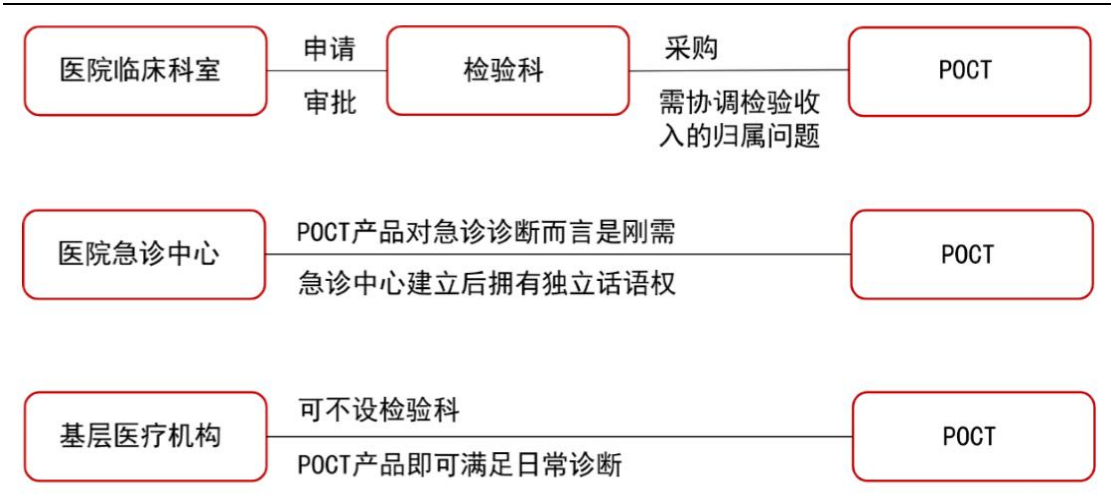 医院临床科室
申请
审批
检验科
采购
需协调检验收
入的归属问题
POCT
医院急诊中心
POCT产品对急诊诊断而言是刚需
急诊中心建立后拥有独立话语权
POCT
基层医疗机构
可不设检验科
POCT产品即可满足日常诊断
POCT